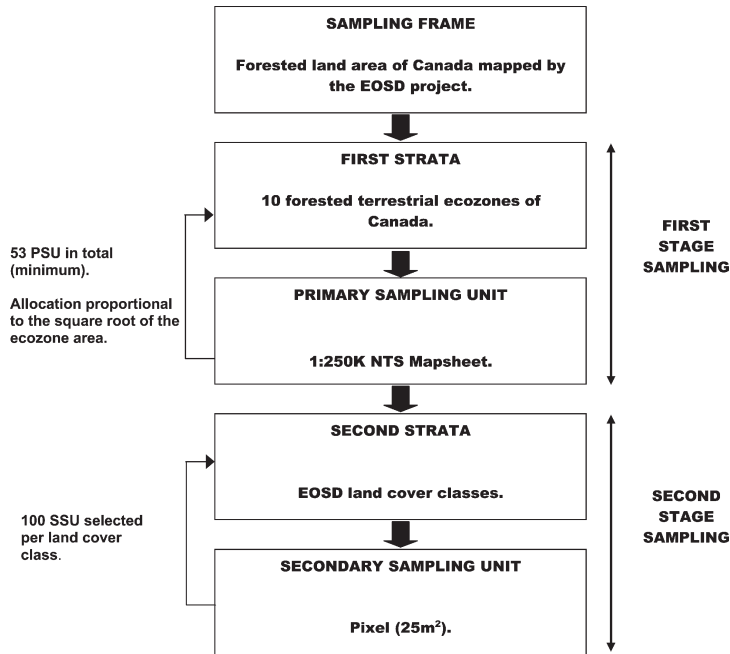 SAMPLING FRAME
Forested land area of Canada mapped by
the EOSD project.
FIRST STRATA
10 forested terrestrial ecozones of
Canada.
53 PSU in total
(minimum).
Allocation proportional
to the square root of the
ecozone area.
PRIMARY SAMPLING UNIT
1:250K NTS Mapsheet.
FIRST
STAGE
SAMPLING
SECOND STRATA
EOSD land cover classes.
100 SSU selected
per land cover
class.
SECONDARY SAMPLING UNIT
Pixel (25m²).
SECOND
STAGE
SAMPLING